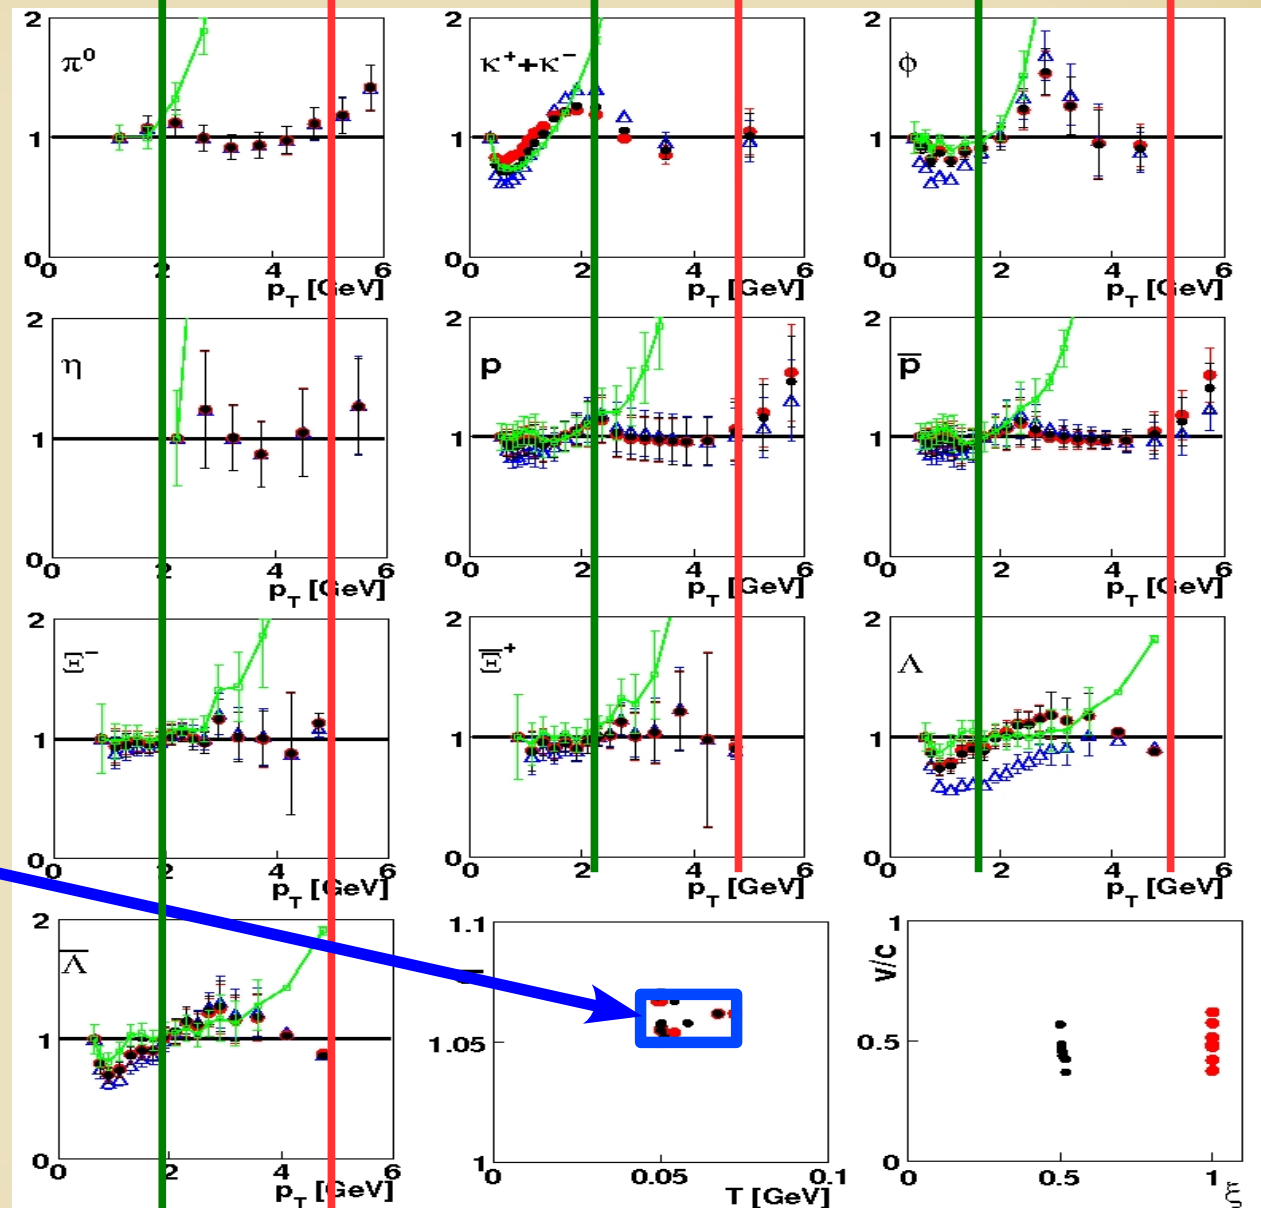 2 2 2
π⁰ κ⁺+κ⁻ ϕ
1 1 1
0 0 0
0 2 4 6 0 2 4 6 0 2 4 6
p_T [GeV] p_T [GeV] p_T [GeV]
2 2 2
η p p̅
1 1 1
0 0 0
0 2 4 6 0 2 4 6 0 2 4 6
p_T [GeV] p_T [GeV] p_T [GeV]
2 2 2
Ξ⁻ Ξ̅⁺ Λ
1 1 1
0 0 0
0 2 4 6 0 2 4 6 0 2 4 6
p_T [GeV] p_T [GeV] p_T [GeV]
2 1.1 1
Λ̅ v/c
1 1.05 0.5
0 1 0
0 2 4 6 0 0.05 0.1 0 0.5 1
p_T [GeV] T [GeV] ξ